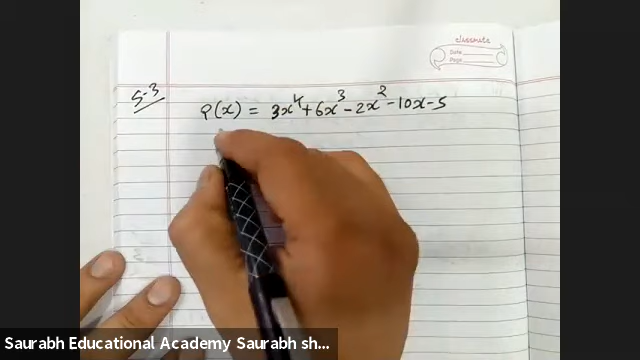 classmate
Date
Page
S-3
P(x) = 3x⁴ + 6x³ - 2x² - 10x - 5
Saurabh Educational Academy Saurabh sh...